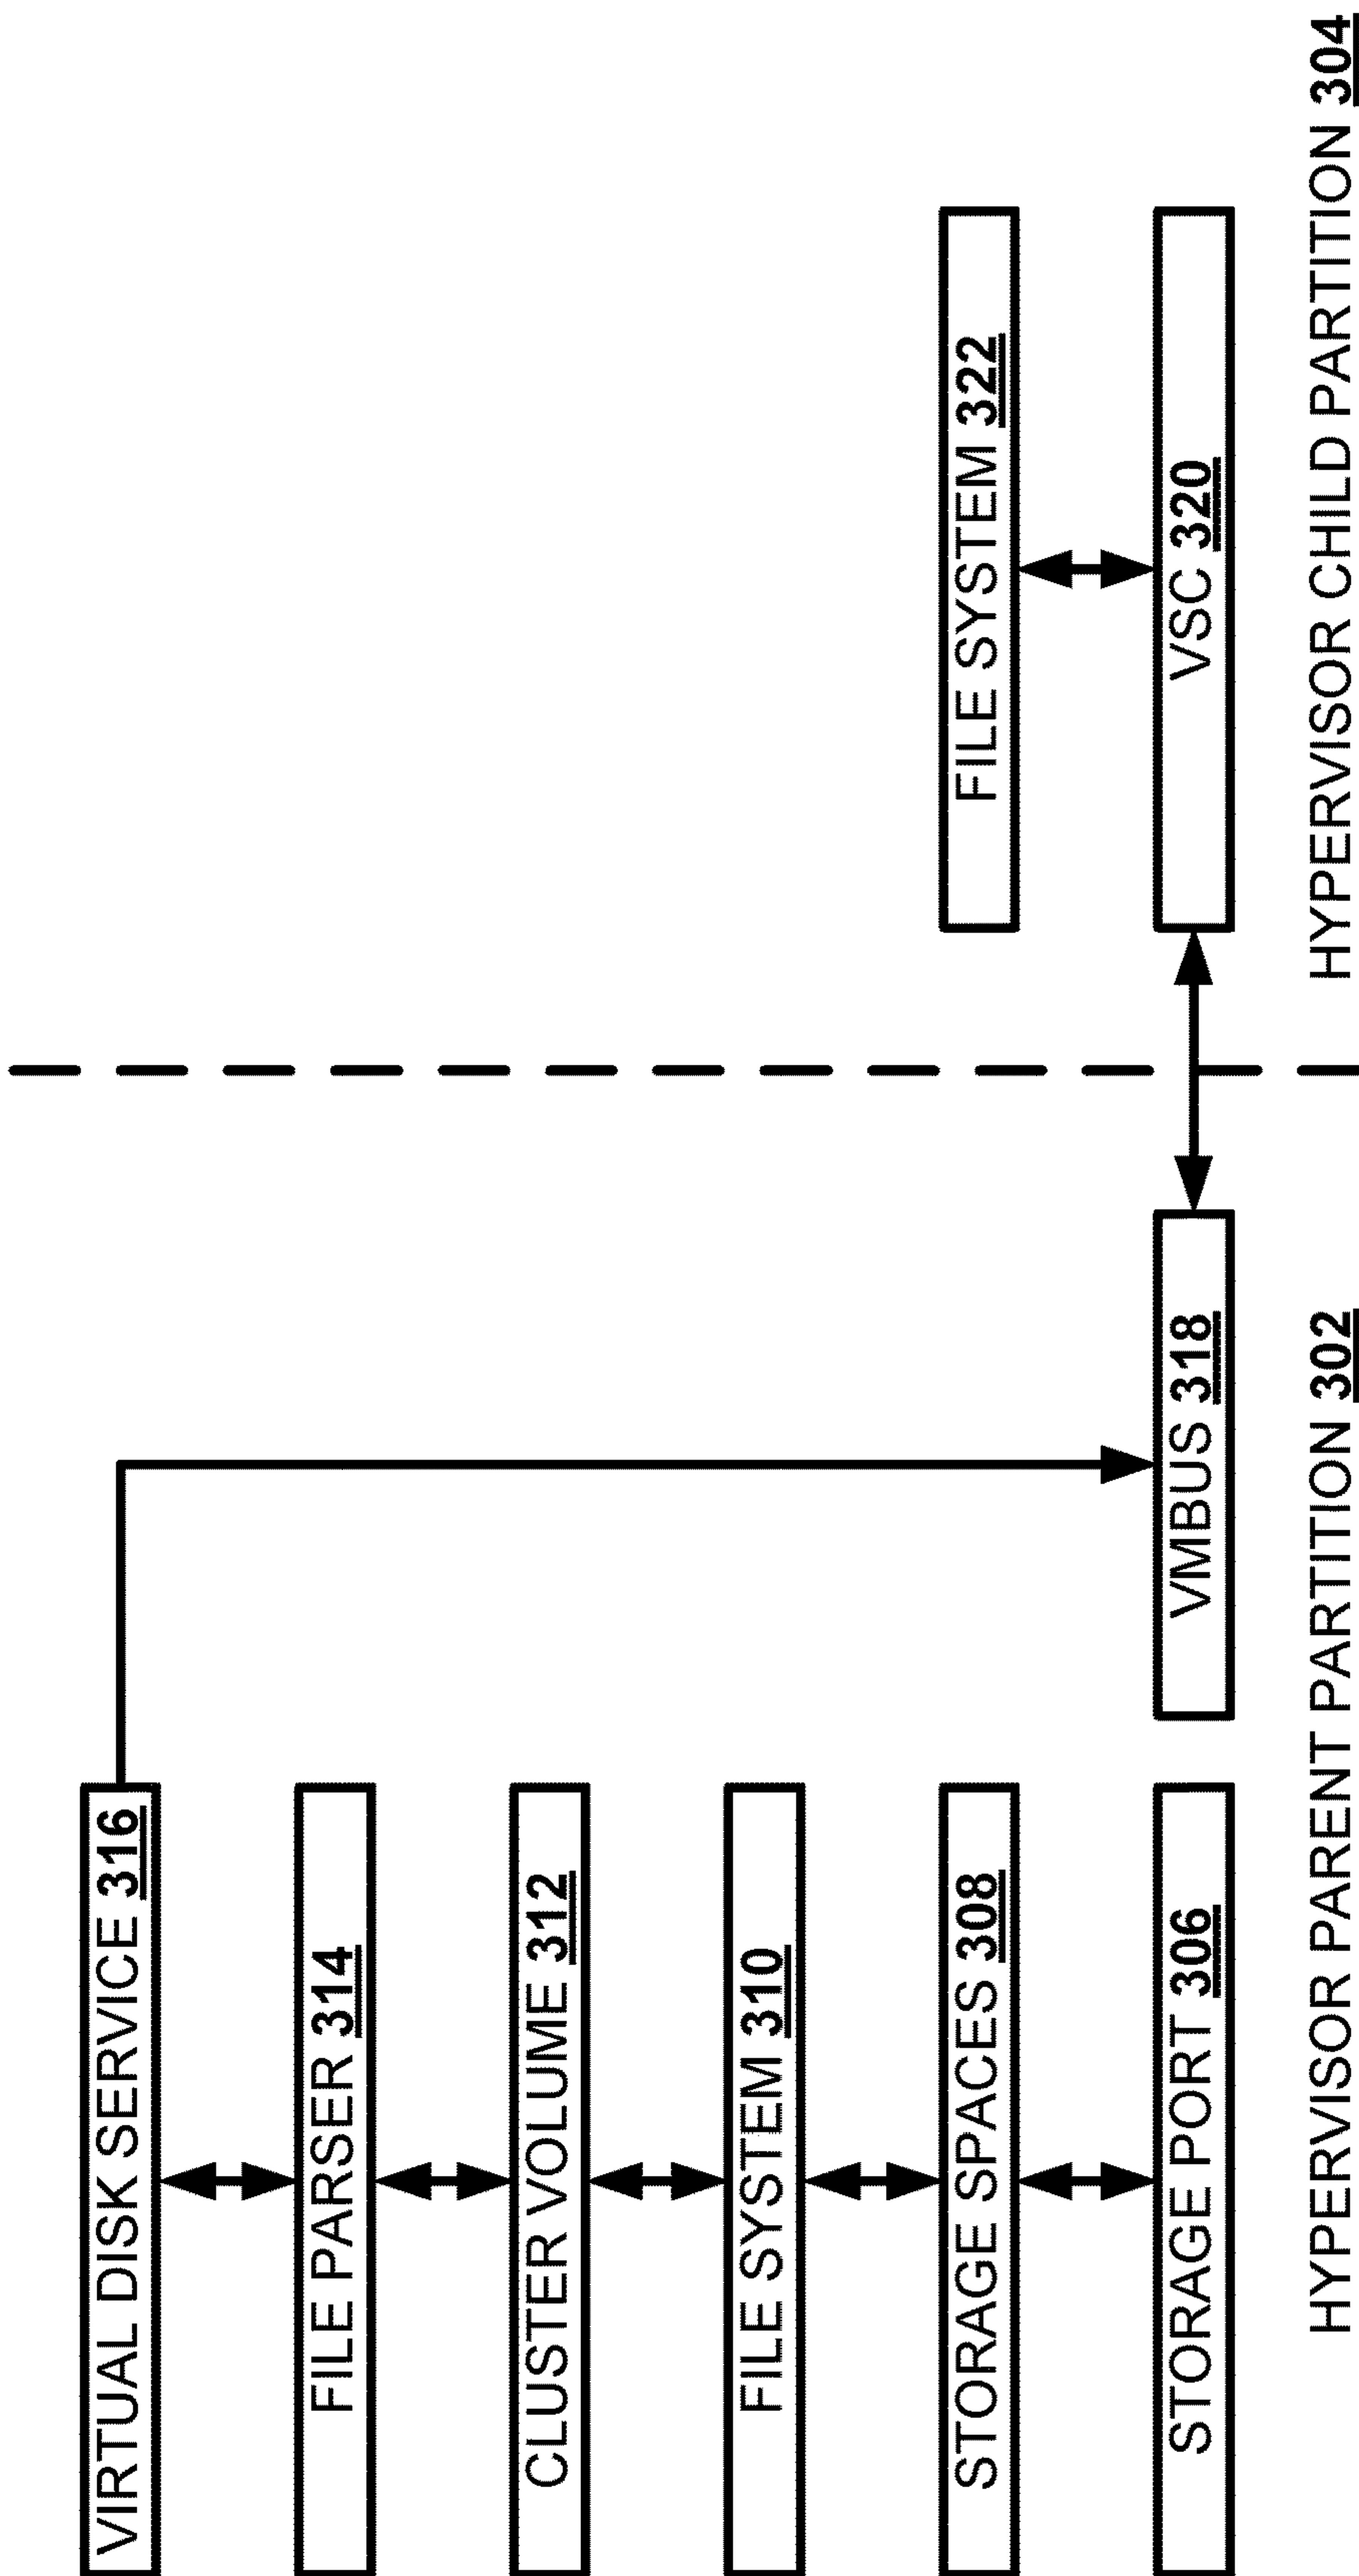 VIRTUAL DISK SERVICE 316
FILE PARSER 314
CLUSTER VOLUME 312
FILE SYSTEM 310
STORAGE SPACES 308
STORAGE PORT 306
VMBUS 318
HYPERVISOR PARENT PARTITION 302
FILE SYSTEM 322
VSC 320
HYPERVISOR CHILD PARTITION 304